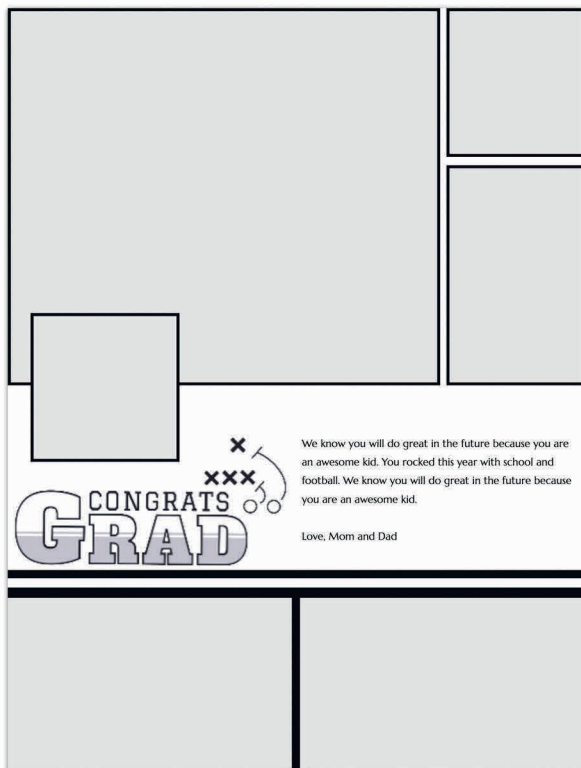 We know you will do great in the future because you are
an awesome kid. You rocked this year with school and
football. We know you will do great in the future because
you are an awesome kid.
Love, Mom and Dad
CONGRATS
GRAD